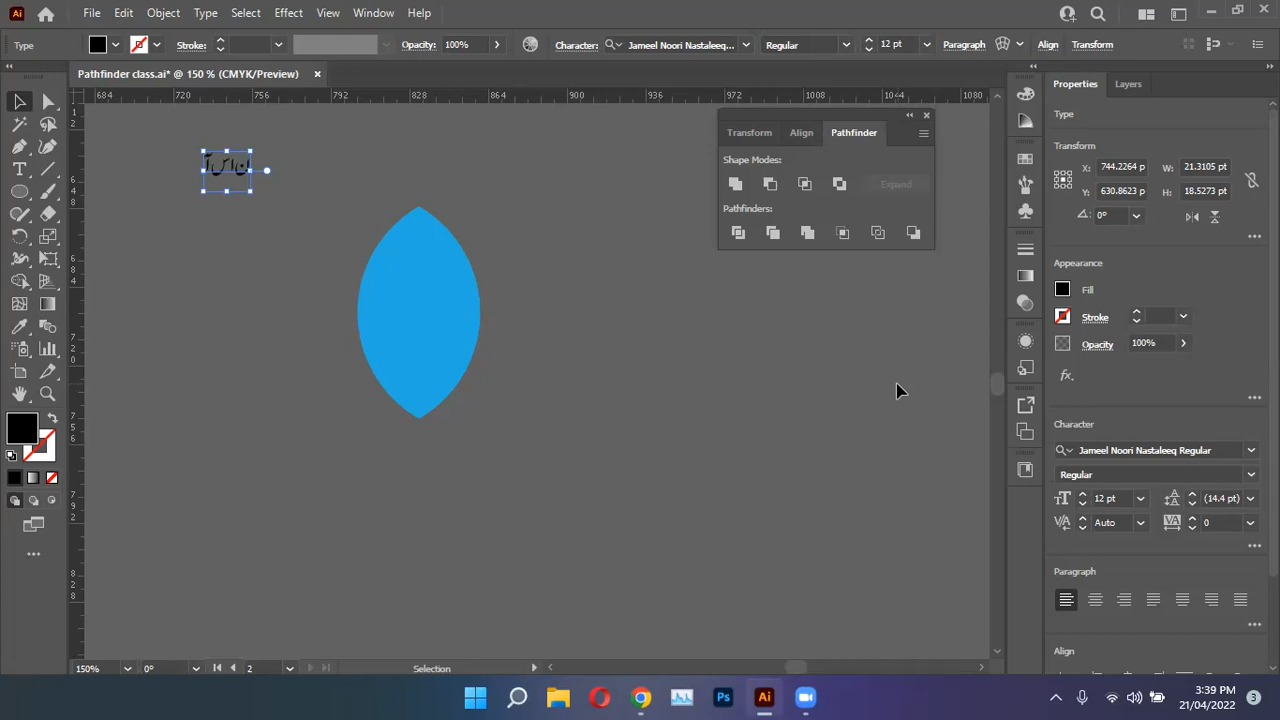 File Edit Object Type Select Effect View Window Help
Type Stroke: Opacity: 100% Character: Jameel Noori Nastaleeq... Regular 12 pt Paragraph Align Transform
Pathfinder class.ai* @ 150 % (CMYK/Preview)
684 720 756 792 828 864 900 936 972 1008 1044 1080
Transform Align Pathfinder
Shape Modes:
Expand
Pathfinders:
Properties Layers
Type
Transform
X: 744.2264 p W: 21.3105 pt
Y: 630.8623 p H: 18.5273 pt
0°
Appearance
Fill
Stroke
Opacity 100%
fx
Character
Jameel Noori Nastaleeq Regular
Regular
12 pt (14.4 pt)
Auto 0
Paragraph
Align
150% 0° 2 Selection
Ps Ai
3:39 PM
21/04/2022
3